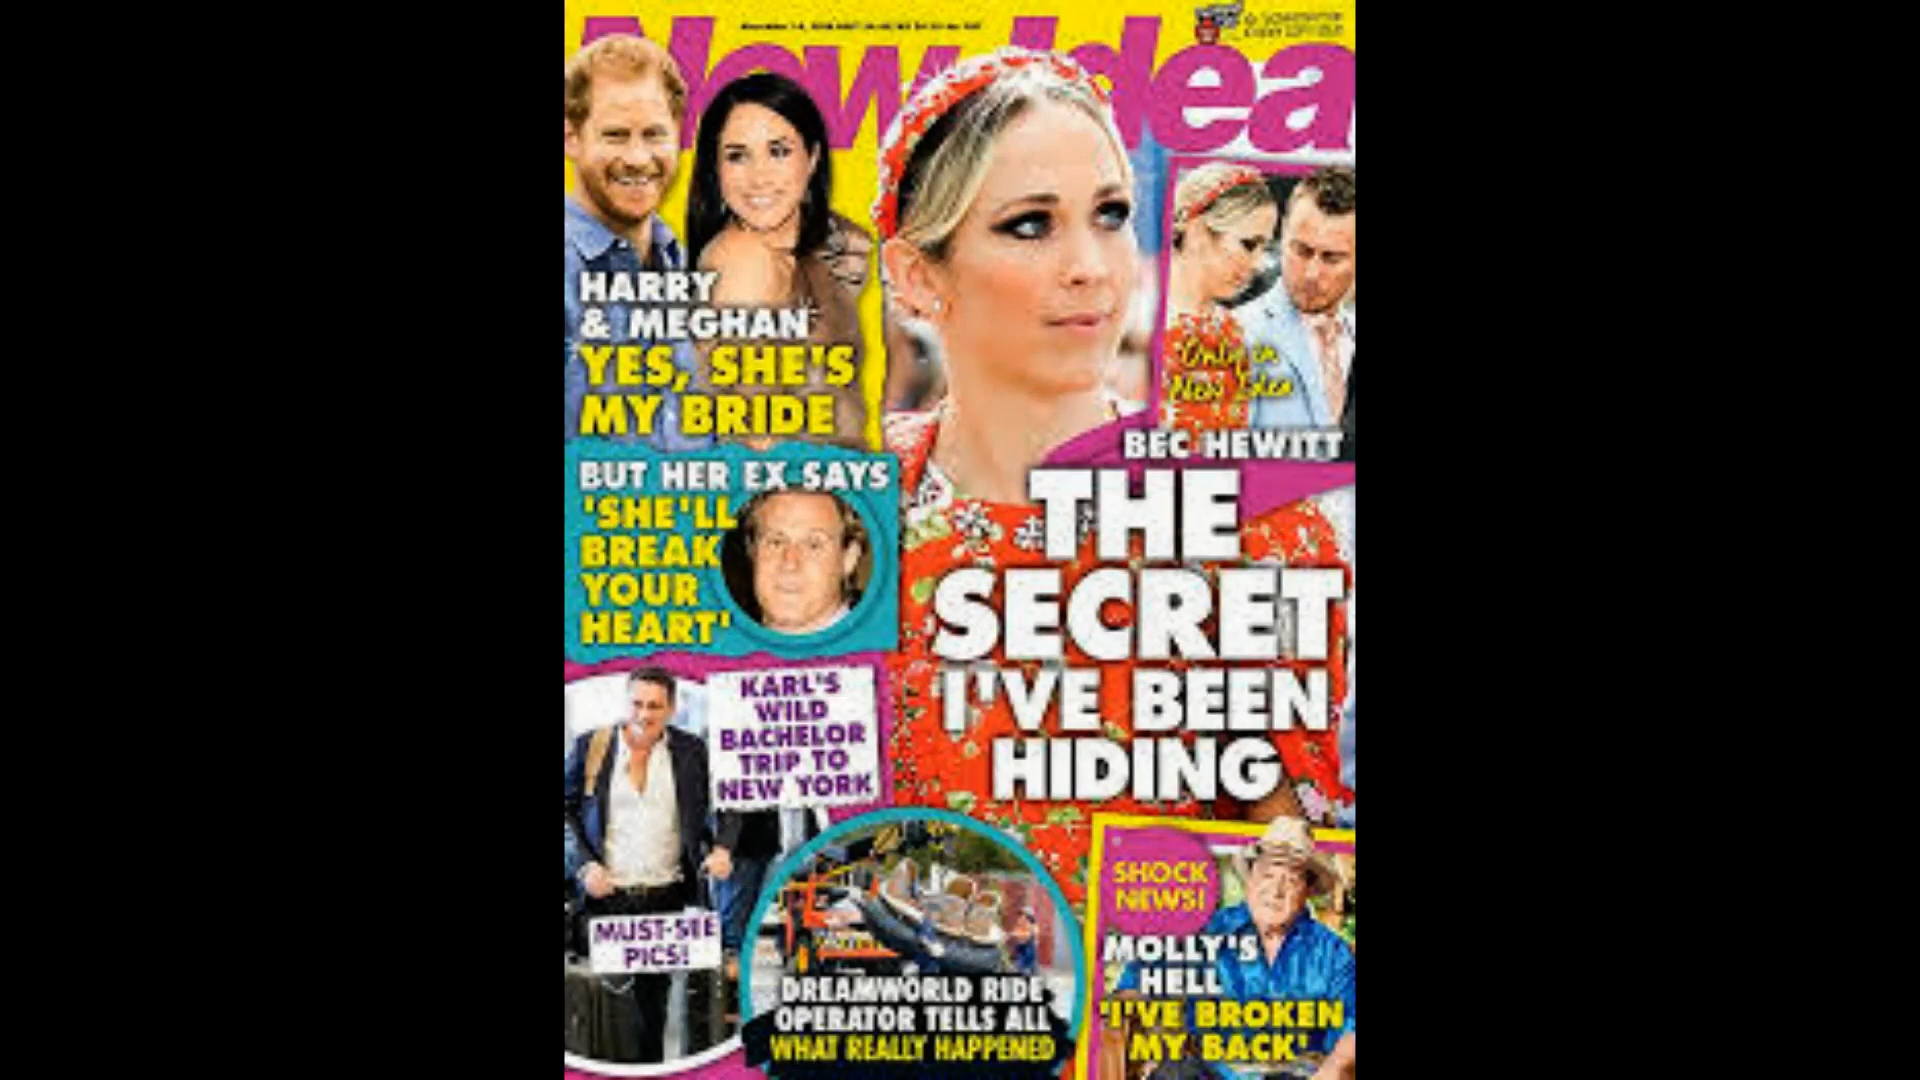 New Idea
HARRY
& MEGHAN
YES, SHE'S
MY BRIDE
BUT HER EX SAYS
'SHE'LL
BREAK
YOUR
HEART'
Only in
New Idea
BEC HEWITT
THE
SECRET
I'VE BEEN
HIDING
KARL'S
WILD
BACHELOR
TRIP TO
NEW YORK
MUST-SEE
PICS!
DREAMWORLD RIDE
OPERATOR TELLS ALL
WHAT REALLY HAPPENED
SHOCK
NEWS!
MOLLY'S
HELL
'I'VE BROKEN
MY BACK'